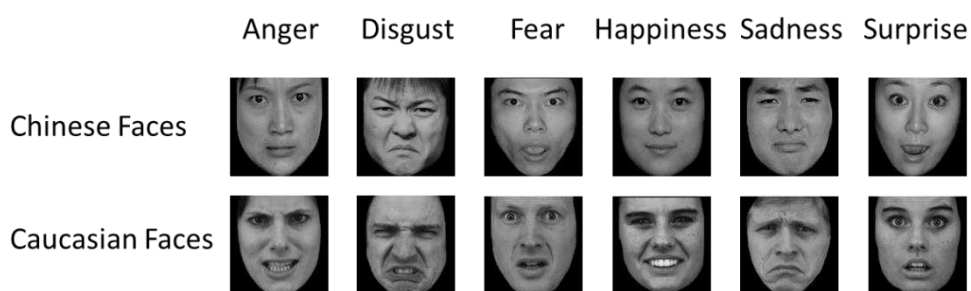 Anger Disgust Fear Happiness Sadness Surprise
Chinese Faces
Caucasian Faces